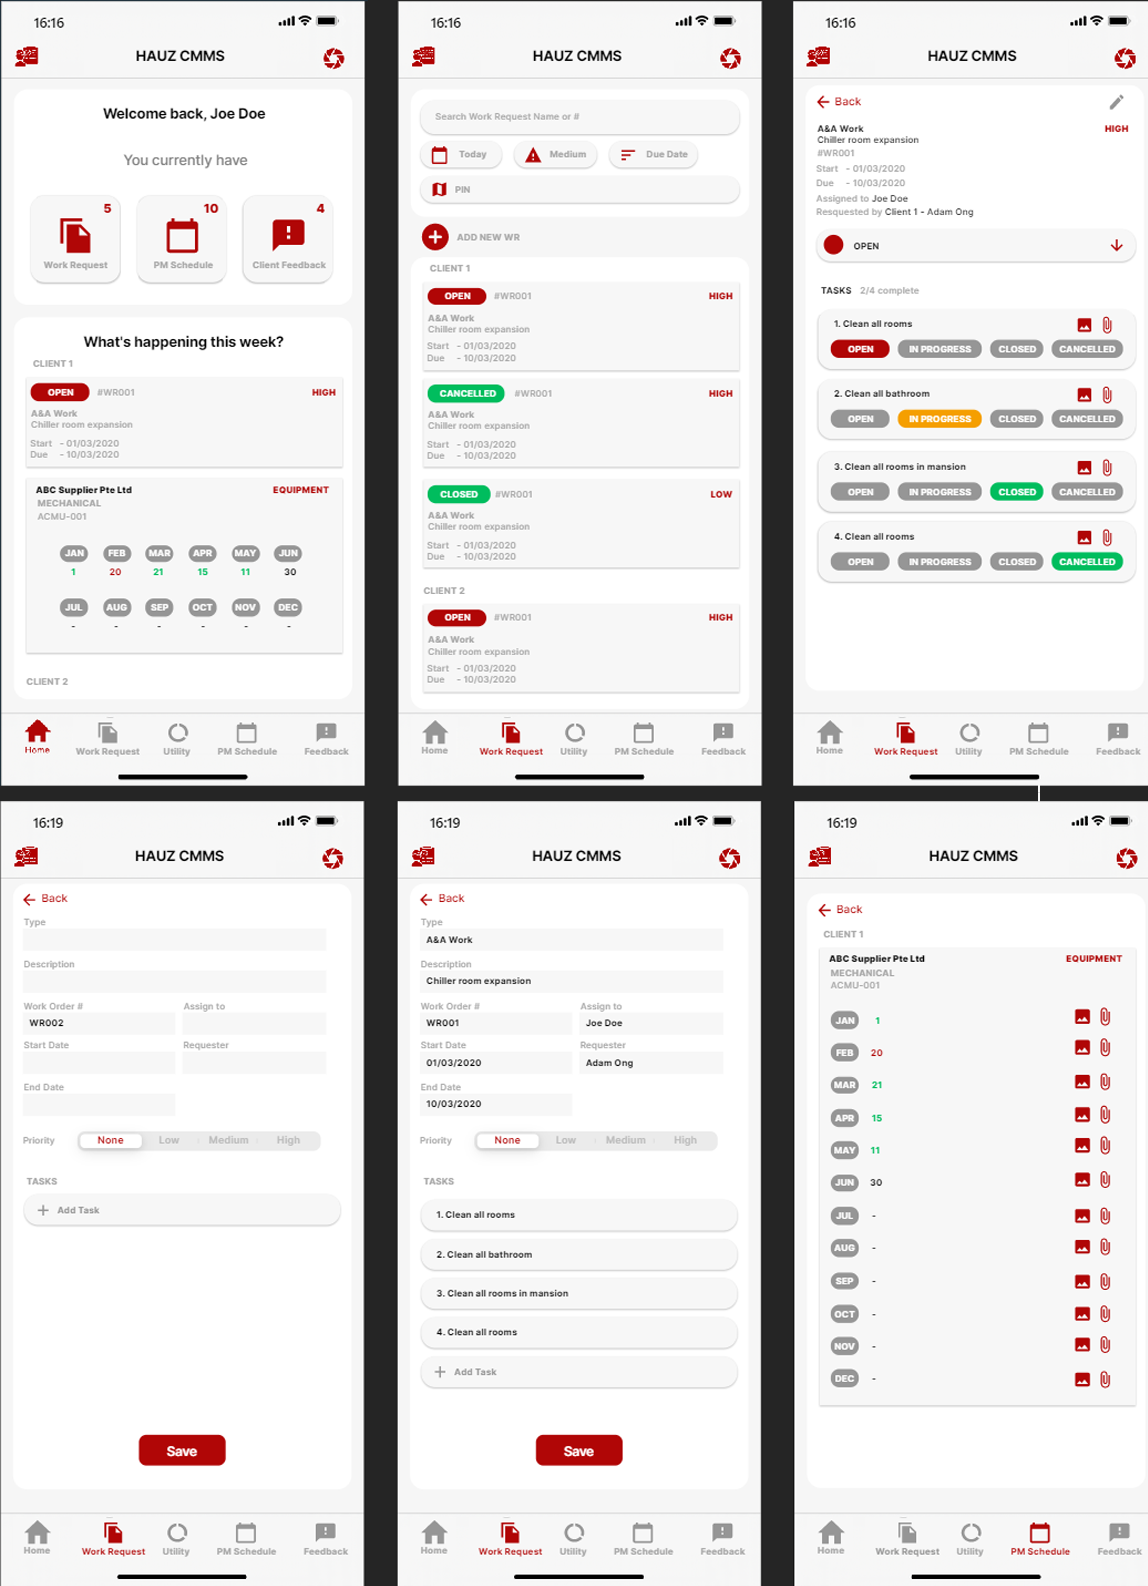 16:16
HAUZ CMMS
Welcome back, Joe Doe
You currently have
5 10 4
Work Request PM Schedule Client Feedback
What's happening this week?
CLIENT 1
OPEN #WR001 HIGH
A&A Work
Chiller room expansion
Start - 01/03/2020
Due - 10/03/2020
ABC Supplier Pte Ltd EQUIPMENT
MECHANICAL
ACMU-001
JAN FEB MAR APR MAY JUN
1 20 21 15 11 30
JUL AUG SEP OCT NOV DEC
- - - - - -
CLIENT 2
Home Work Request Utility PM Schedule Feedback
16:16
HAUZ CMMS
Search Work Request Name or #
Today Medium Due Date
PIN
ADD NEW WR
CLIENT 1
OPEN #WR001 HIGH
A&A Work
Chiller room expansion
Start - 01/03/2020
Due - 10/03/2020
CANCELLED #WR001 HIGH
A&A Work
Chiller room expansion
Start - 01/03/2020
Due - 10/03/2020
CLOSED #WR001 LOW
A&A Work
Chiller room expansion
Start - 01/03/2020
Due - 10/03/2020
CLIENT 2
OPEN #WR001 HIGH
A&A Work
Chiller room expansion
Start - 01/03/2020
Due - 10/03/2020
Home Work Request Utility PM Schedule Feedback
16:16
HAUZ CMMS
Back
A&A Work HIGH
Chiller room expansion
#WR001
Start - 01/03/2020
Due - 10/03/2020
Assigned to Joe Doe
Resquested by Client 1 - Adam Ong
OPEN
TASKS 2/4 complete
1. Clean all rooms
OPEN IN PROGRESS CLOSED CANCELLED
2. Clean all bathroom
OPEN IN PROGRESS CLOSED CANCELLED
3. Clean all rooms in mansion
OPEN IN PROGRESS CLOSED CANCELLED
4. Clean all rooms
OPEN IN PROGRESS CLOSED CANCELLED
Home Work Request Utility PM Schedule Feedback
16:19
HAUZ CMMS
Back
Type
Description
Work Order # Assign to
WR002
Start Date Requester
End Date
Priority None Low Medium High
TASKS
Add Task
Save
Home Work Request Utility PM Schedule Feedback
16:19
HAUZ CMMS
Back
Type
A&A Work
Description
Chiller room expansion
Work Order # Assign to
WR001 Joe Doe
Start Date Requester
01/03/2020 Adam Ong
End Date
10/03/2020
Priority None Low Medium High
TASKS
1. Clean all rooms
2. Clean all bathroom
3. Clean all rooms in mansion
4. Clean all rooms
Add Task
Save
Home Work Request Utility PM Schedule Feedback
16:19
HAUZ CMMS
Back
CLIENT 1
ABC Supplier Pte Ltd EQUIPMENT
MECHANICAL
ACMU-001
JAN 1
FEB 20
MAR 21
APR 15
MAY 11
JUN 30
JUL -
AUG -
SEP -
OCT -
NOV -
DEC -
Home Work Request Utility PM Schedule Feedback